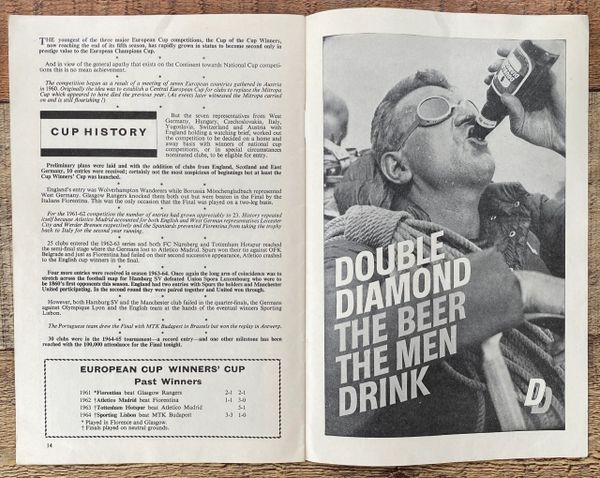 THE youngest of the three major European Cup competitions, the Cup of the Cup Winners,
now reaching the end of its fifth season, has rapidly grown in status to become second only in
prestige value to the European Champions Cup.
*
And in view of the general apathy that exists on the Continent towards National Cup competi-
tions this is no mean achievement.
*
The competition began as a result of a meeting of seven European countries gathered in Austria
in 1960. Originally the idea was to establish a Central European Cup for clubs to replace the Mitropa
Cup which appeared to have died the previous year. (As events later witnessed the Mitropa carried
on and is still flourishing!)
*
CUP HISTORY
But the seven representatives from West
Germany, Hungary, Czechoslovakia, Italy,
Yugoslavia, Switzerland and Austria with
England holding a watching brief, worked out
the competition to be decided on a home and
away basis with winners of national cup
competitions, or in special circumstances
nominated clubs, to be eligible for entry.
*
Preliminary plans were laid and with the addition of clubs from England, Scotland and East
Germany, 10 entries were received; certainly not the most auspicious of beginnings but at least the
Cup Winners' Cup was launched.
*
England's entry was Wolverhampton Wanderers while Borussia Mönchengladbach represented
West Germany. Glasgow Rangers knocked them both out but were beaten in the Final by the
Italians Fiorentina. This was the only occasion that the Final was played on a two-leg basis.
*
For the 1961-62 competition the number of entries had grown appreciably to 23. History repeated
itself because Atletico Madrid accounted for both English and West German representatives Leicester
City and Werder Bremen respectively and the Spaniards prevented Fiorentina from taking the trophy
back to Italy for the second year running.
*
25 clubs entered the 1962-63 series and both FC Nurnberg and Tottenham Hotspur reached
the semi-final stage where the Germans lost to Atletico Madrid. Spurs won their tie against OFK
Belgrade and just as Fiorentina had failed on their second successive appearance, Atletico crashed
to the English cup winners in the final.
*
Four more entries were received in season 1963-64. Once again the long arm of coincidence was to
stretch across the football map for Hamburg SV defeated Union Spora Luxembourg who were to
be 1860's first opponents this season. England had two entries with Spurs the holders and Manchester
United participating. In the second round they were paired together and United won through.
*
However, both Hamburg SV and the Manchester club failed in the quarter-finals, the Germans
against Olympique Lyon and the English team at the hands of the eventual winners Sporting
Lisbon.
*
The Portuguese team drew the Final with MTK Budapest in Brussels but won the replay in Antwerp.
*
30 clubs were in the 1964-65 tournament—a record entry—and one other milestone has been
reached with the 100,000 attendance for the Final tonight.
EUROPEAN CUP WINNERS' CUP
Past Winners
1961 *Fiorentina beat Glasgow Rangers 2-1 2-1
1962 †Atletico Madrid beat Fiorentina 1-1 3-0
1963 †Tottenham Hotspur beat Atletico Madrid 5-1
1964 †Sporting Lisbon beat MTK Budapest 3-3 1-0
* Played in Florence and Glasgow.
† Finals played on neutral grounds.
14
DOUBLE
DIAMOND
THE BEER
THE MEN
DRINK
DD